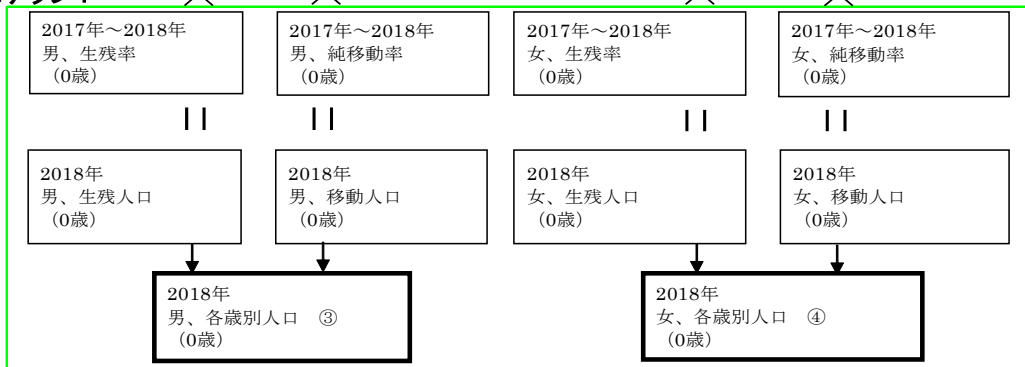 2017年～2018年
男、生残率
（0歳）
2017年～2018年
男、純移動率
（0歳）
2017年～2018年
女、生残率
（0歳）
2017年～2018年
女、純移動率
（0歳）
2018年
男、生残人口
（0歳）
2018年
男、移動人口
（0歳）
2018年
女、生残人口
（0歳）
2018年
女、移動人口
（0歳）
2018年
男、各歳別人口　③
（0歳）
2018年
女、各歳別人口　④
（0歳）